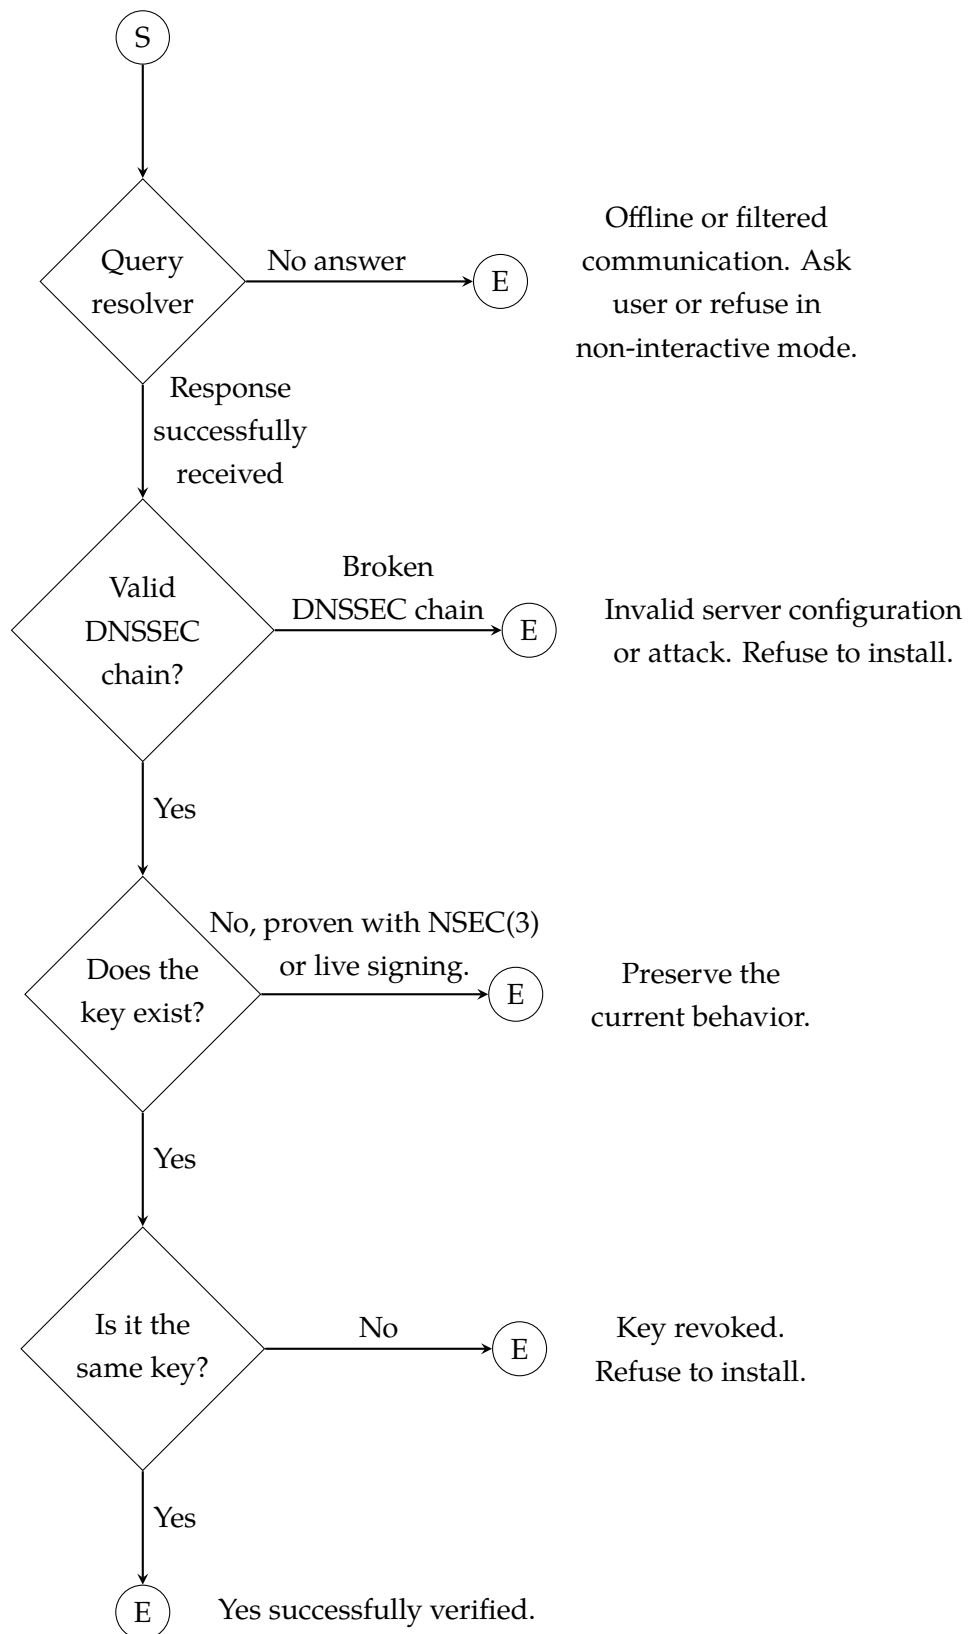 S
Query
resolver
No answer
E
Offline or filtered
communication. Ask
user or refuse in
non-interactive mode.
Response
successfully
received
Valid
DNSSEC
chain?
Broken
DNSSEC chain
E
Invalid server configuration
or attack. Refuse to install.
Yes
Does the
key exist?
No, proven with NSEC(3)
or live signing.
E
Preserve the
current behavior.
Yes
Is it the
same key?
No
E
Key revoked.
Refuse to install.
Yes
E
Yes successfully verified.